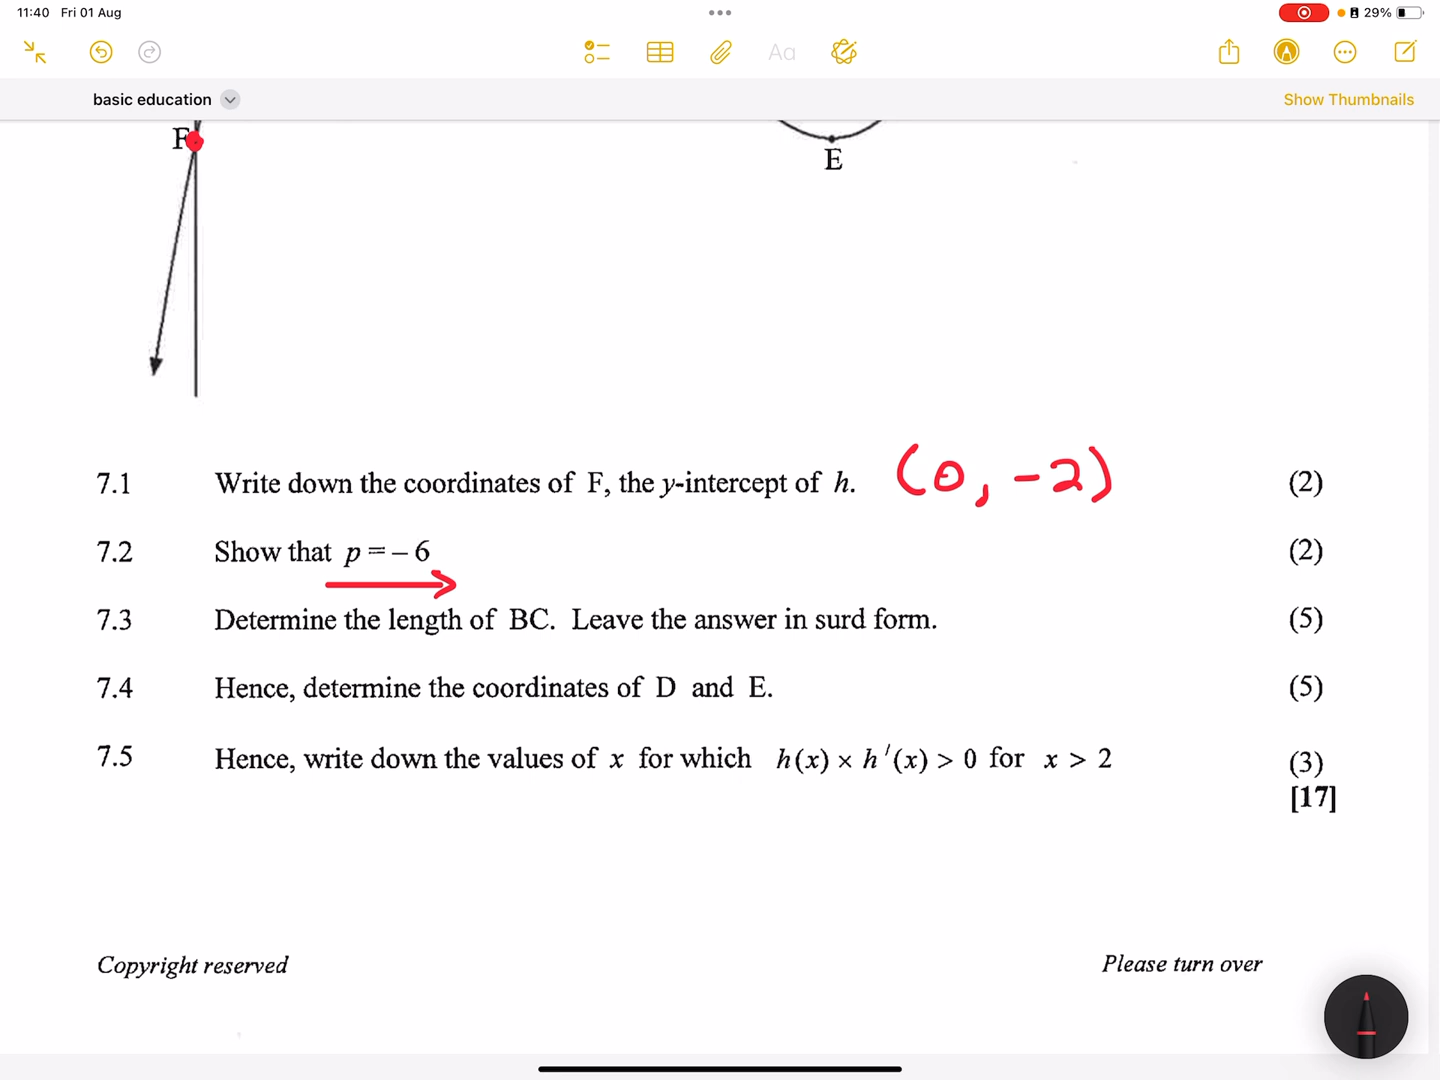 11:40 Fri 01 Aug 29%
Aa
basic education
Show Thumbnails
F
E
7.1 Write down the coordinates of F, the y-intercept of h. (0, -2) (2)
7.2 Show that p = – 6 (2)
7.3 Determine the length of BC. Leave the answer in surd form. (5)
7.4 Hence, determine the coordinates of D and E. (5)
7.5 Hence, write down the values of x for which h(x) × h′(x) > 0 for x > 2 (3)
[17]
Copyright reserved Please turn over